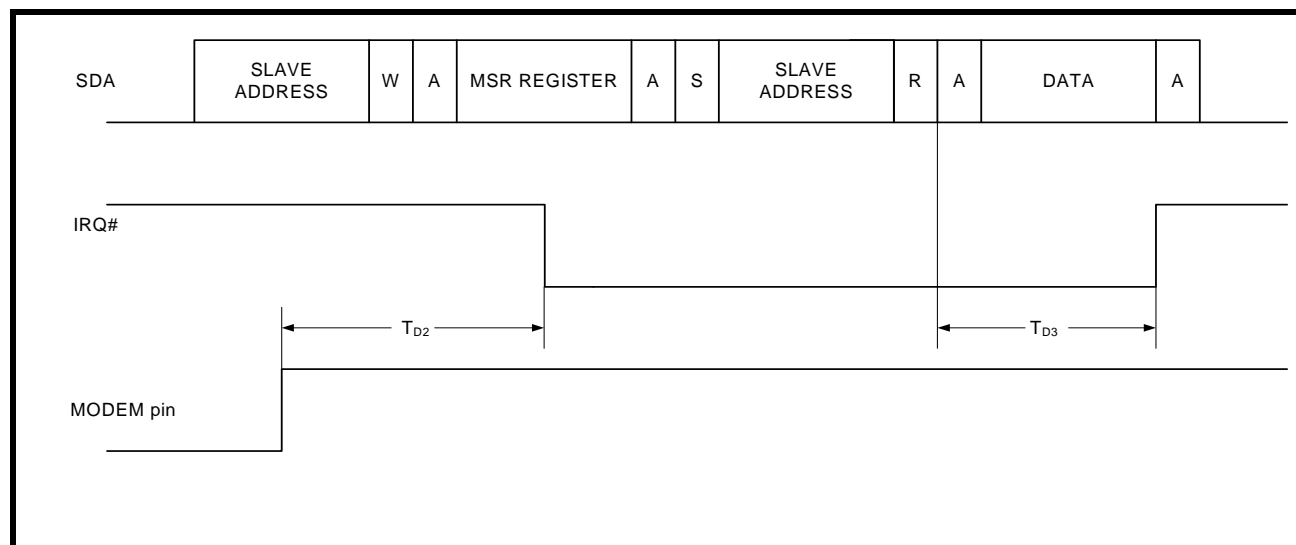 SDA
SLAVE
ADDRESS
W
A
MSR REGISTER
A
S
SLAVE
ADDRESS
R
A
DATA
A
IRQ#
TD2
TD3
MODEM pin